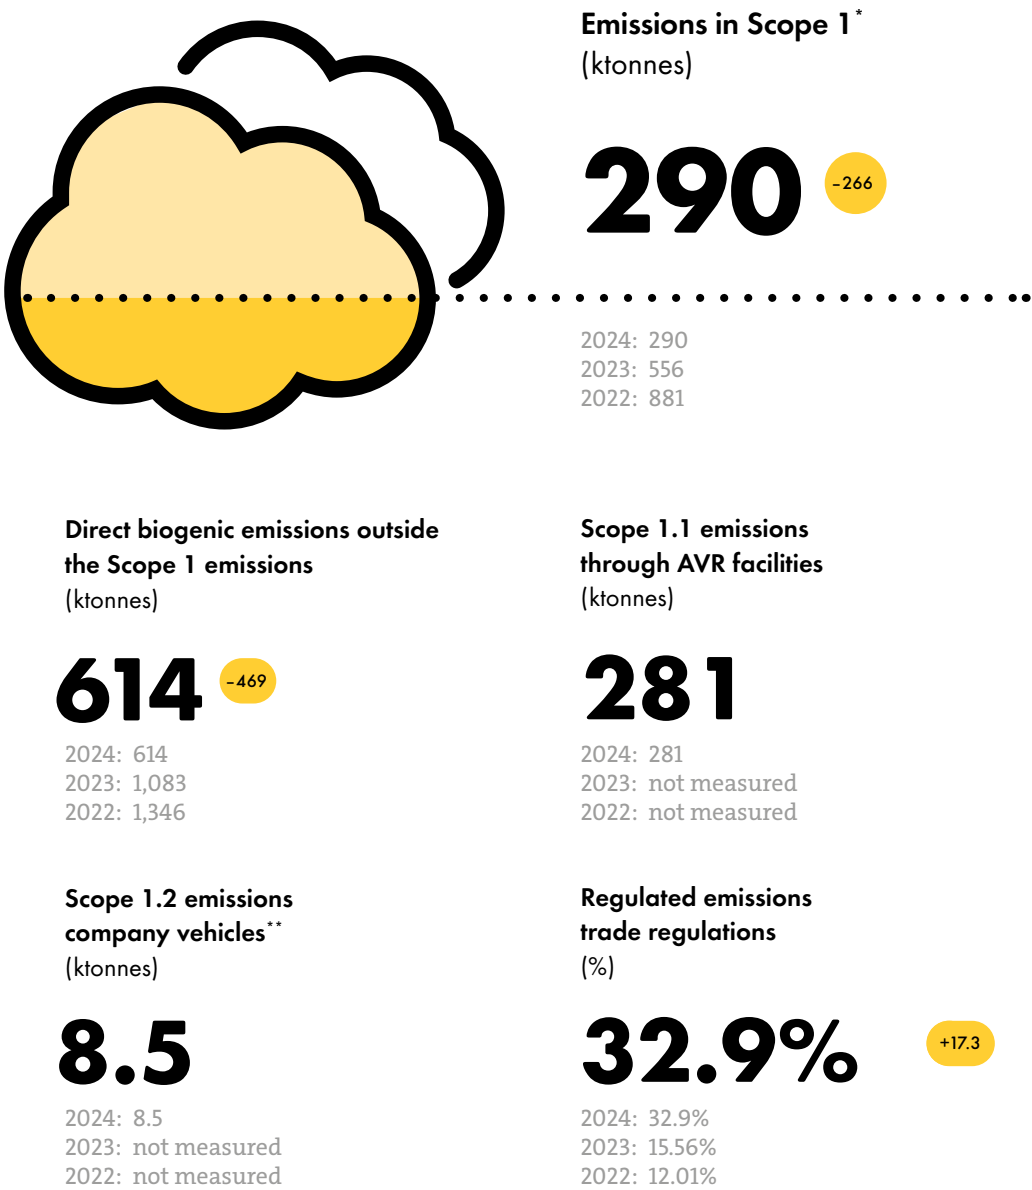 Emissions in Scope 1*
(ktonnes)
290
-266
2024: 290
2023: 556
2022: 881
Direct biogenic emissions outside
the Scope 1 emissions
(ktonnes)
614
-469
2024: 614
2023: 1,083
2022: 1,346
Scope 1.1 emissions
through AVR facilities
(ktonnes)
281
2024: 281
2023: not measured
2022: not measured
Scope 1.2 emissions
company vehicles**
(ktonnes)
8.5
2024: 8.5
2023: not measured
2022: not measured
Regulated emissions
trade regulations
(%)
32.9%
+17.3
2024: 32.9%
2023: 15.56%
2022: 12.01%